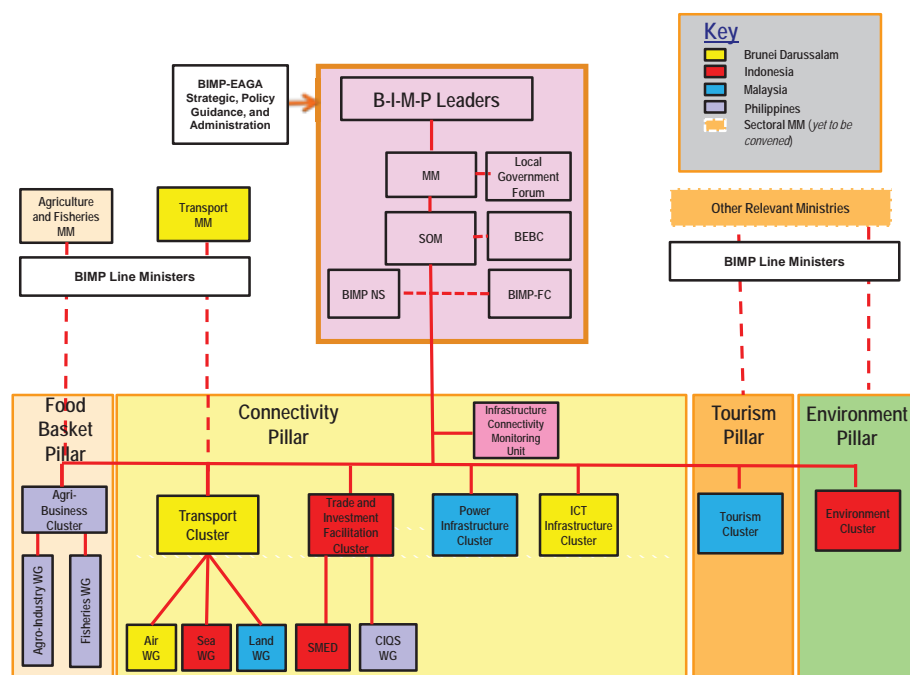 Key
Brunei Darussalam
Indonesia
Malaysia
Philippines
Sectoral MM (yet to be
convened)
BIMP-EAGA
Strategic, Policy
Guidance, and
Administration
B-I-M-P Leaders
MM
Local
Government
Forum
SOM
BEBC
BIMP NS
BIMP-FC
Agriculture
and Fisheries
MM
Transport
MM
BIMP Line Ministers
Other Relevant Ministries
BIMP Line Ministers
Food
Basket
Pillar
Connectivity
Pillar
Tourism
Pillar
Environment
Pillar
Infrastructure
Connectivity
Monitoring
Unit
Agri-
Business
Cluster
Transport
Cluster
Trade and
Investment
Facilitation
Cluster
Power
Infrastructure
Cluster
ICT
Infrastructure
Cluster
Tourism
Cluster
Environment
Cluster
Agro-Industry WG
Fisheries WG
Air
WG
Sea
WG
Land
WG
SMED
CIQS
WG